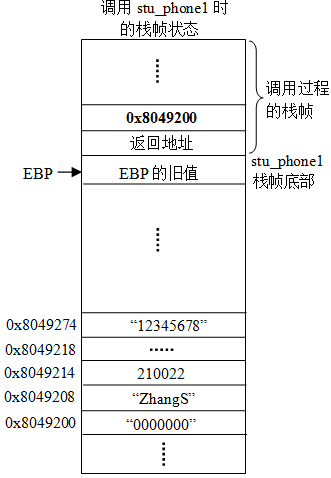 调用 stu_phone1 时
的栈帧状态
0x8049200
返回地址
调用过程
的栈帧
EBP
EBP 的旧值
stu_phone1
栈帧底部
0x8049274
“12345678”
0x8049218
·····
0x8049214
210022
0x8049208
“ZhangS”
0x8049200
“0000000”